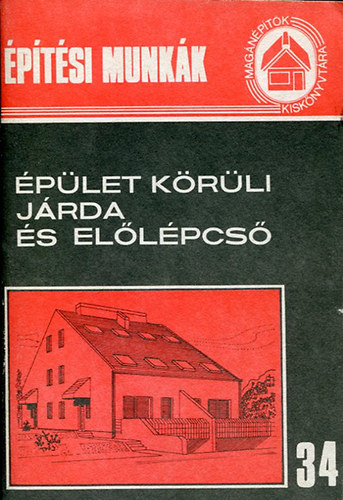 ÉPÍTÉSI MUNKÁK
MAGÁNÉPÍTŐK
KISKÖNYVTÁRA
ÉPÜLET KÖRÜLI
JÁRDA
ÉS ELŐLÉPCSŐ
34